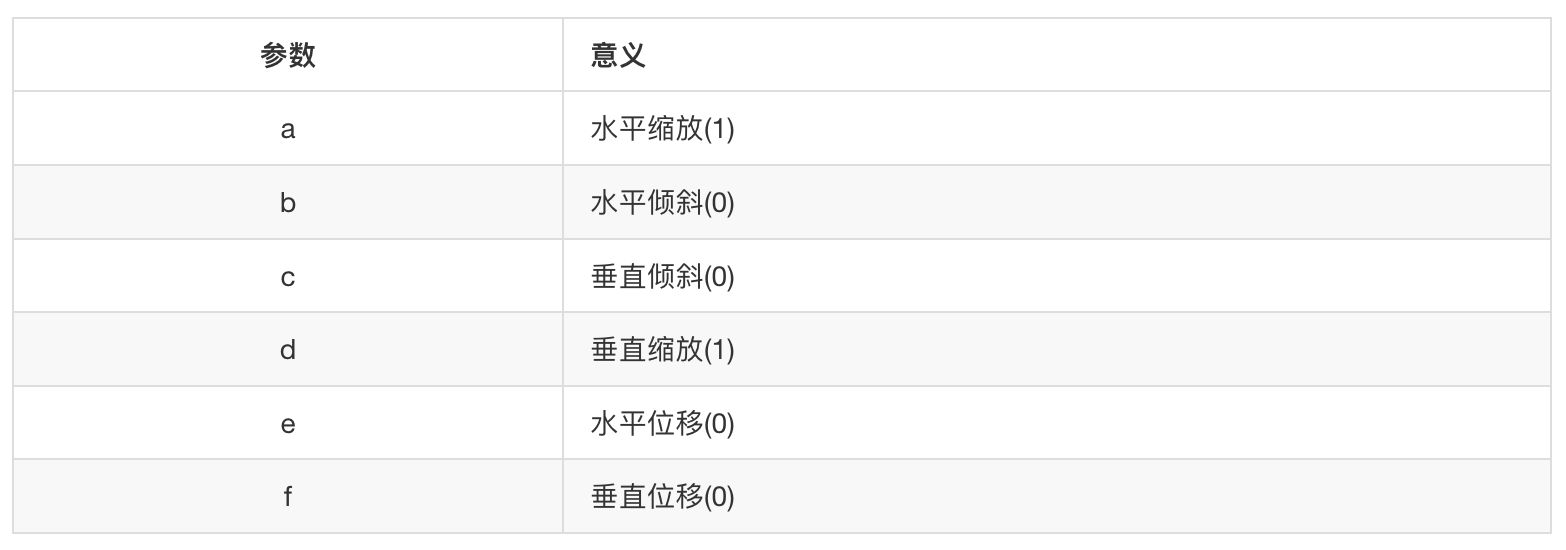 参数 意义
a 水平缩放(1)
b 水平倾斜(0)
c 垂直倾斜(0)
d 垂直缩放(1)
e 水平位移(0)
f 垂直位移(0)